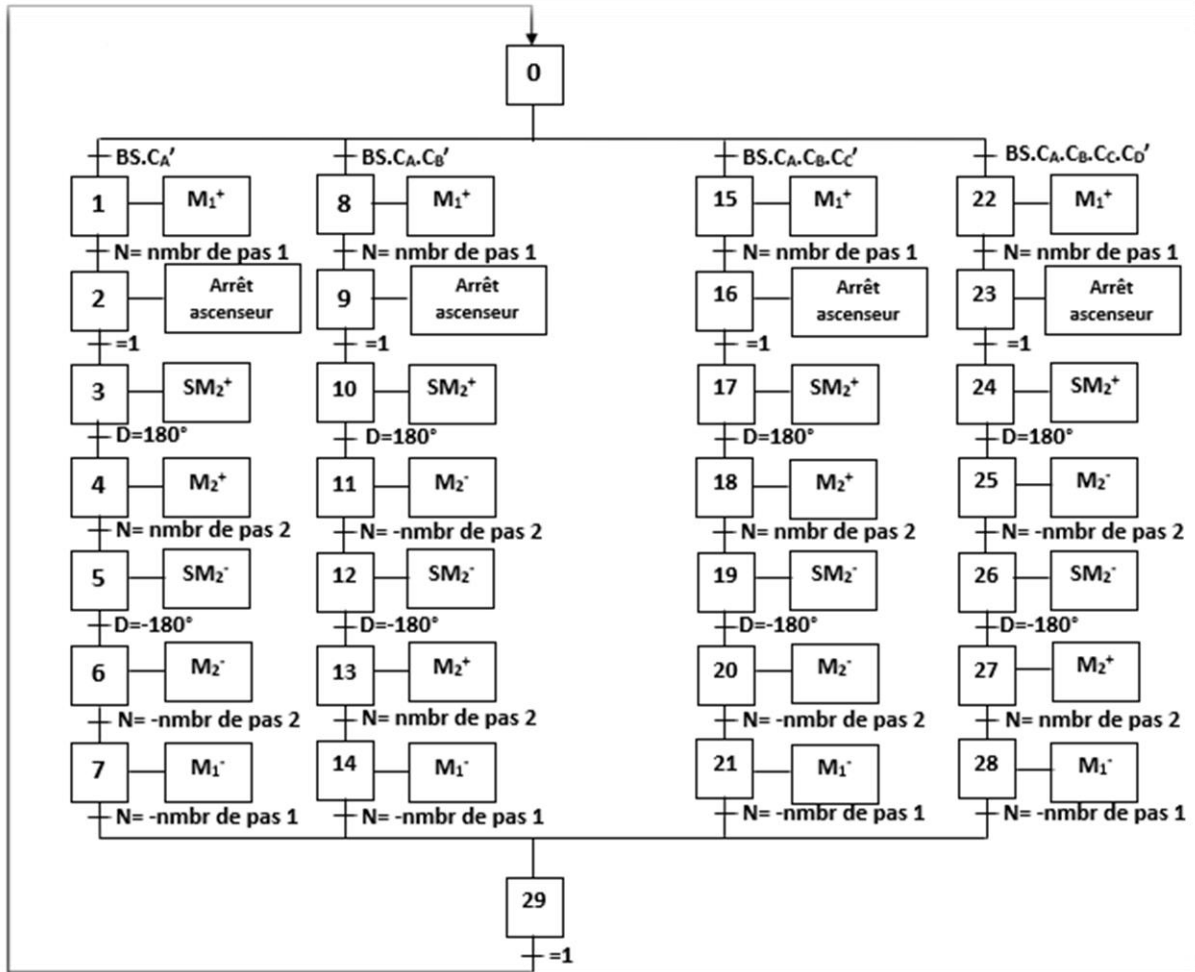 0
BS.CA′
BS.CA.CB′
BS.CA.CB.CC′
BS.CA.CB.CC.CD′
1
M₁⁺
8
M₁⁺
15
M₁⁺
22
M₁⁺
N= nmbr de pas 1
N= nmbr de pas 1
N= nmbr de pas 1
N= nmbr de pas 1
2
Arrêt
ascenseur
9
Arrêt
ascenseur
16
Arrêt
ascenseur
23
Arrêt
ascenseur
=1
=1
=1
=1
3
SM₂⁺
10
SM₂⁺
17
SM₂⁺
24
SM₂⁺
D=180°
D=180°
D=180°
D=180°
4
M₂⁺
11
M₂⁻
18
M₂⁺
25
M₂⁻
N= nmbr de pas 2
N= -nmbr de pas 2
N= nmbr de pas 2
N= -nmbr de pas 2
5
SM₂⁻
12
SM₂⁻
19
SM₂⁻
26
SM₂⁻
D=-180°
D=-180°
D=-180°
D=-180°
6
M₂⁻
13
M₂⁺
20
M₂⁻
27
M₂⁺
N= -nmbr de pas 2
N= nmbr de pas 2
N= -nmbr de pas 2
N= nmbr de pas 2
7
M₁⁻
14
M₁⁻
21
M₁⁻
28
M₁⁻
N= -nmbr de pas 1
N= -nmbr de pas 1
N= -nmbr de pas 1
N= -nmbr de pas 1
29
=1